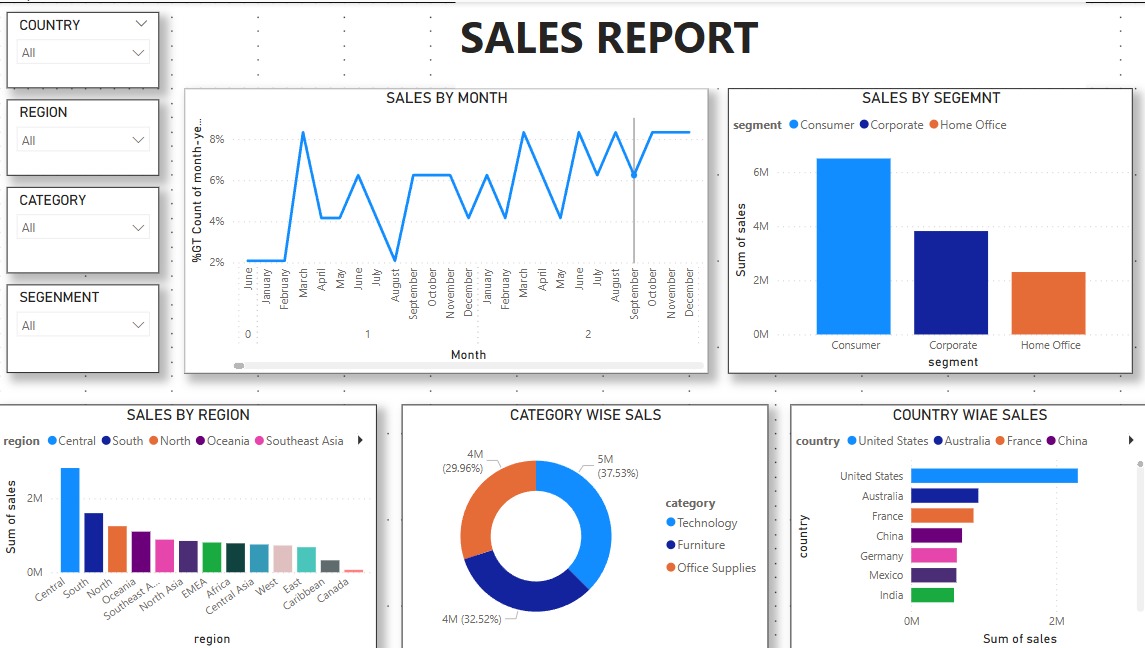 SALES REPORT
COUNTRY
All
REGION
All
CATEGORY
All
SEGENMENT
All
SALES BY MONTH
%GT Count of month-ye...
8%
6%
4%
2%
June
January
February
March
April
May
June
July
August
September
October
November
December
January
February
March
April
May
June
July
August
September
October
November
December
0
1
2
Month
SALES BY SEGEMNT
segment Consumer Corporate Home Office
Sum of sales
6M
4M
2M
0M
Consumer Corporate Home Office
segment
SALES BY REGION
region Central South North Oceania Southeast Asia
Sum of sales
2M
0M
Central
South
North
Oceania
Southeast A...
North Asia
EMEA
Africa
Central Asia
West
East
Caribbean
Canada
region
CATEGORY WISE SALS
4M
(29.96%)
5M
(37.53%)
4M (32.52%)
category
Technology
Furniture
Office Supplies
COUNTRY WIAE SALES
country United States Australia France China
country
United States
Australia
France
China
Germany
Mexico
India
0M 2M
Sum of sales